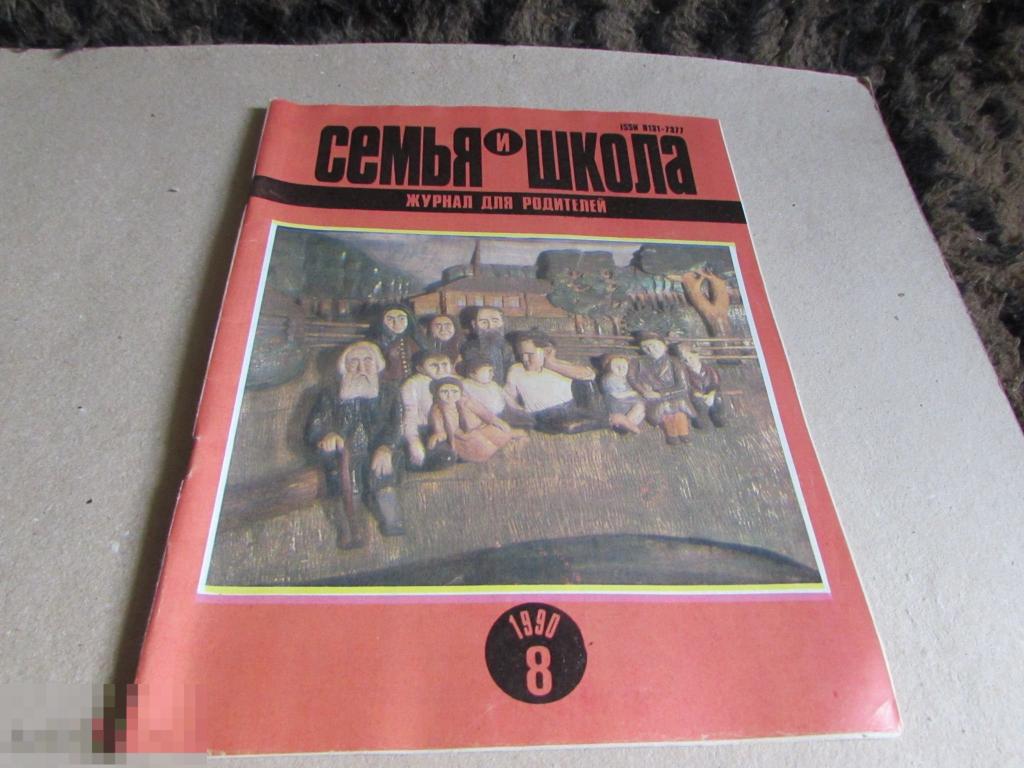 ISSN 0131-7377
семья и школа
ЖУРНАЛ ДЛЯ РОДИТЕЛЕЙ
1990
8